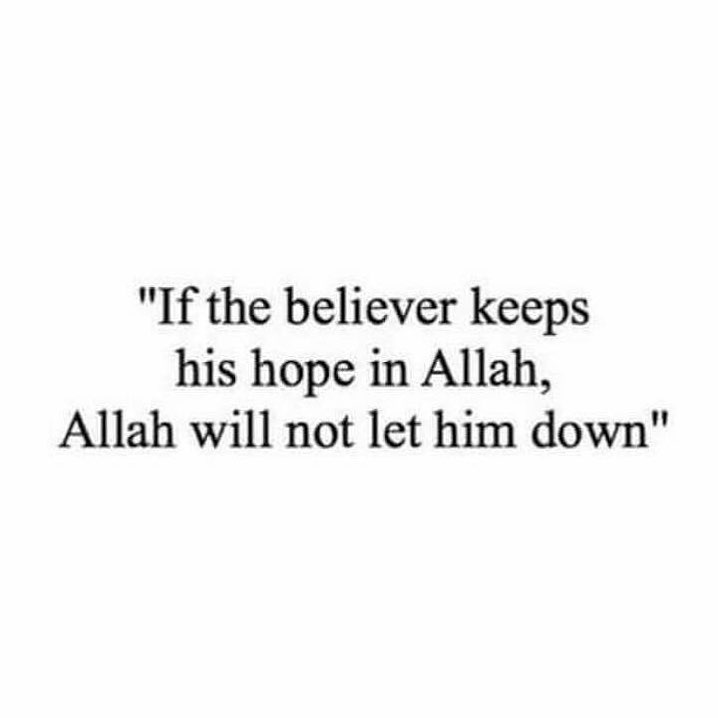 "If the believer keeps
his hope in Allah,
Allah will not let him down"